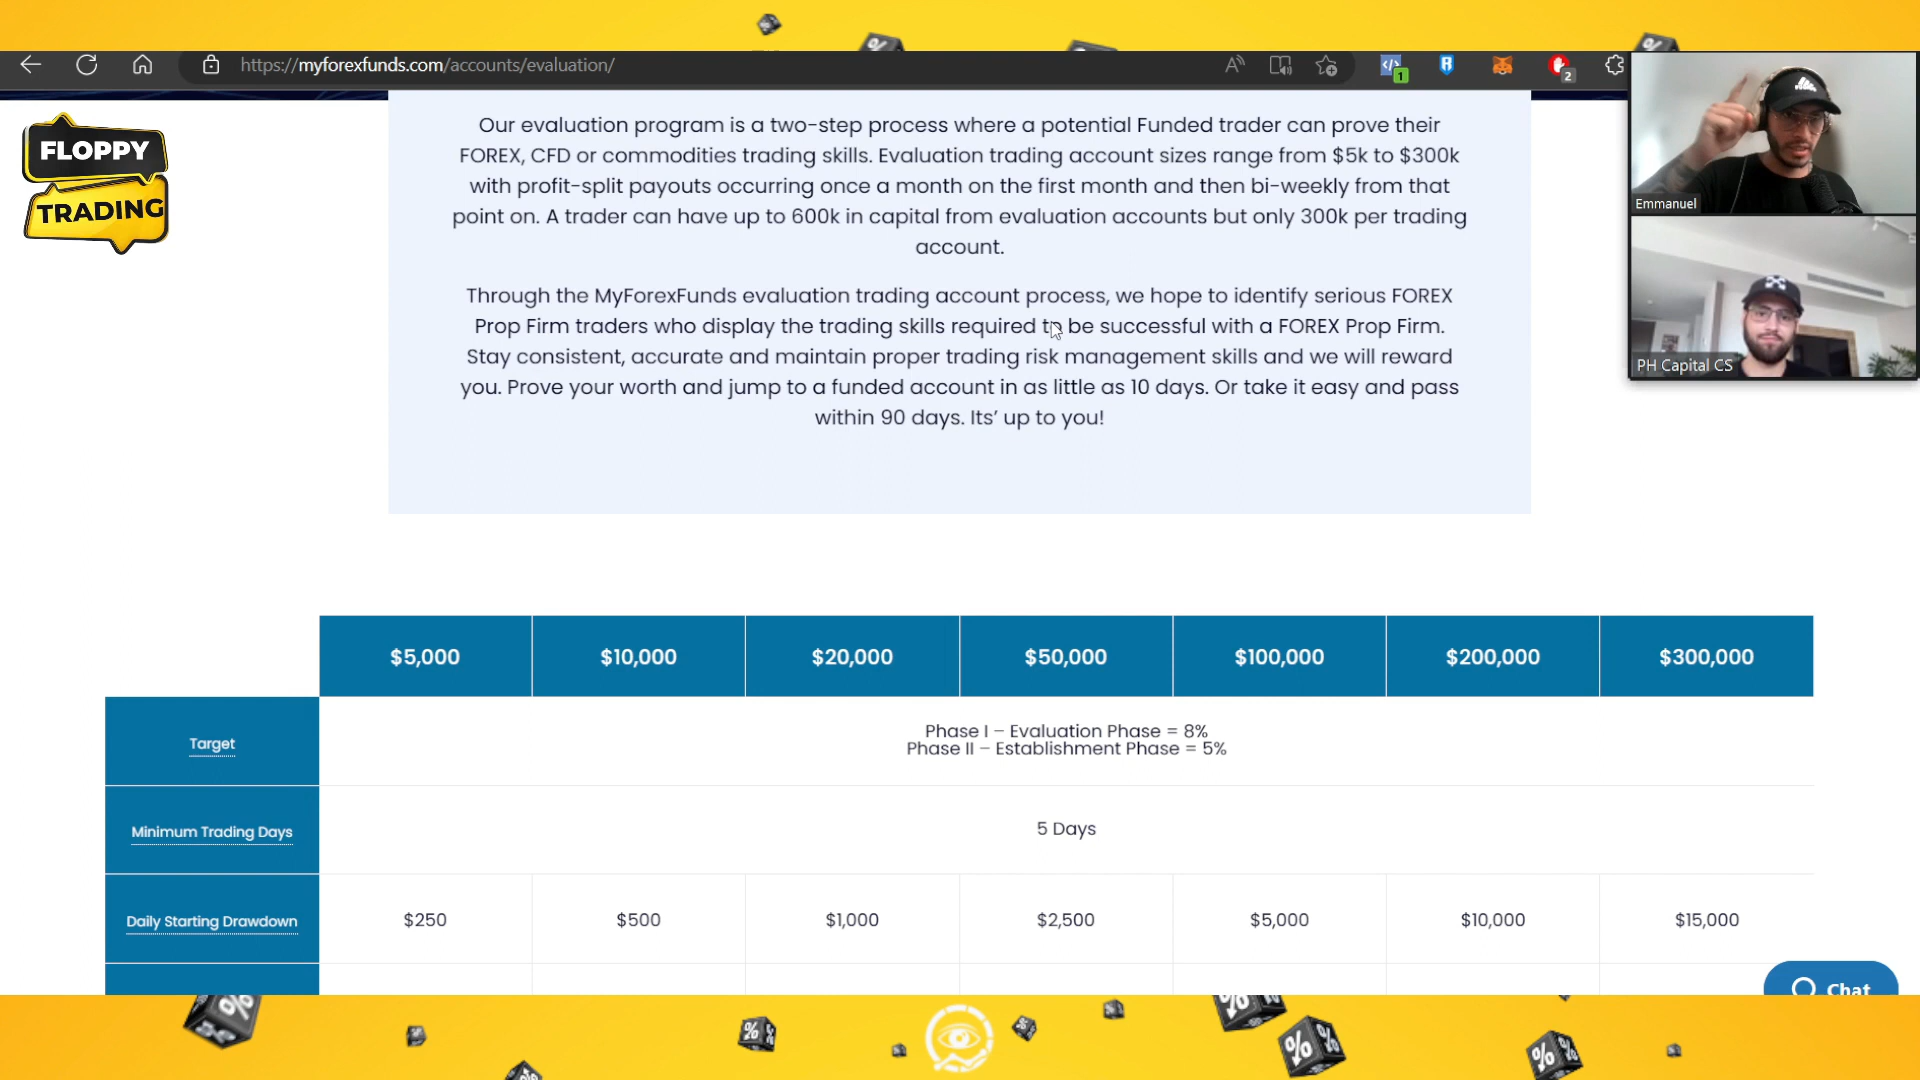 https://myforexfunds.com/accounts/evaluation/
1
2
FLOPPY
TRADING
Our evaluation program is a two-step process where a potential Funded trader can prove their
FOREX, CFD or commodities trading skills. Evaluation trading account sizes range from $5k to $300k
with profit-split payouts occurring once a month on the first month and then bi-weekly from that
point on. A trader can have up to 600k in capital from evaluation accounts but only 300k per trading
account.
Through the MyForexFunds evaluation trading account process, we hope to identify serious FOREX
Prop Firm traders who display the trading skills required to be successful with a FOREX Prop Firm.
Stay consistent, accurate and maintain proper trading risk management skills and we will reward
you. Prove your worth and jump to a funded account in as little as 10 days. Or take it easy and pass
within 90 days. Its' up to you!
Emmanuel
PH Capital CS
$5,000 $10,000 $20,000 $50,000 $100,000 $200,000 $300,000
Target
Phase I – Evaluation Phase = 8%
Phase II – Establishment Phase = 5%
Minimum Trading Days
5 Days
Daily Starting Drawdown $250 $500 $1,000 $2,500 $5,000 $10,000 $15,000
Chat